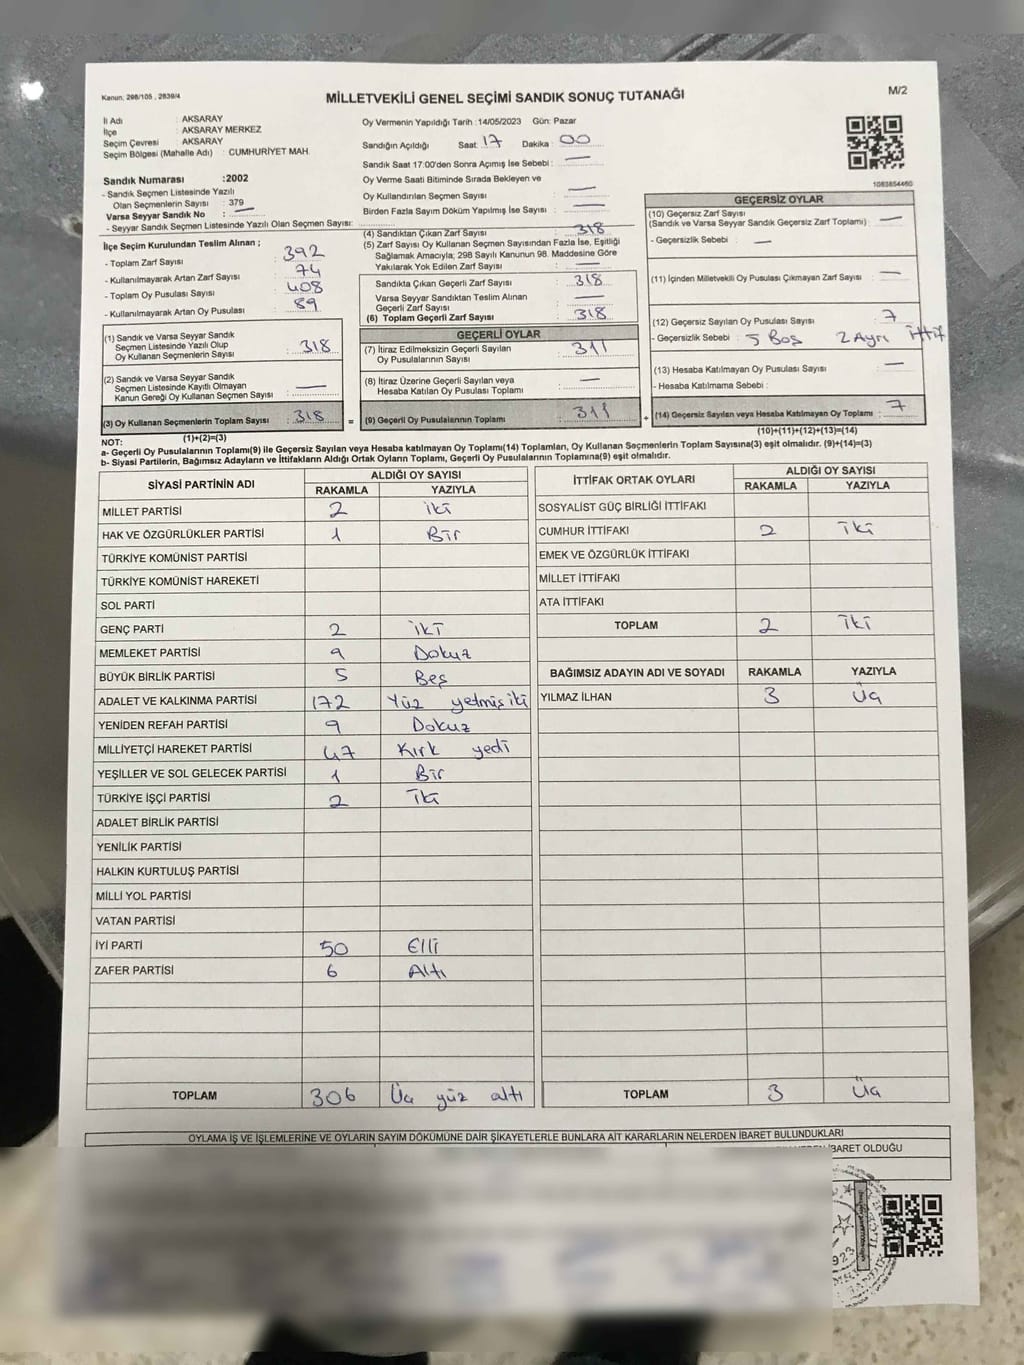 Kanun: 298/105 , 2839/4
MİLLETVEKİLİ GENEL SEÇİMİ SANDIK SONUÇ TUTANAĞI
M/2
İl Adı : AKSARAY
İlçe : AKSARAY MERKEZ
Seçim Çevresi : AKSARAY
Seçim Bölgesi (Mahalle Adı) : CUMHURİYET MAH.
Sandık Numarası :2002
- Sandık Seçmen Listesinde Yazılı
Olan Seçmenlerin Sayısı : 379
Varsa Seyyar Sandık No : —
- Seyyar Sandık Seçmen Listesinde Yazılı Olan Seçmen Sayısı:
İlçe Seçim Kurulundan Teslim Alınan ;
- Toplam Zarf Sayısı : 392
- Kullanılmayarak Artan Zarf Sayısı : 74
- Toplam Oy Pusulası Sayısı : 408
- Kullanılmayarak Artan Oy Pusulası : 89
Oy Vermenin Yapıldığı Tarih :14/05/2023 Gün: Pazar
Sandığın Açıldığı Saat : 17 Dakika : 00
Sandık Saat 17:00'den Sonra Açımış İse Sebebi : —
Oy Verme Saati Bitiminde Sırada Bekleyen ve
Oy Kullandırılan Seçmen Sayısı : —
Birden Fazla Sayım Döküm Yapılmış İse Sayısı : —
(4) Sandıktan Çıkan Zarf Sayısı : 318
(5) Zarf Sayısı Oy Kullanan Seçmen Sayısından Fazla İse, Eşitliği
Sağlamak Amacıyla; 298 Sayılı Kanunun 98. Maddesine Göre
Yakılarak Yok Edilen Zarf Sayısı : —
Sandıkta Çıkan Geçerli Zarf Sayısı : 318
Varsa Seyyar Sandıktan Teslim Alınan
Geçerli Zarf Sayısı : —
(6) Toplam Geçerli Zarf Sayısı : 318
1083854460
GEÇERSİZ OYLAR
(10) Geçersiz Zarf Sayısı
(Sandık ve Varsa Seyyar Sandık Geçersiz Zarf Toplamı) : —
- Geçersizlik Sebebi : —
(11) İçinden Milletvekili Oy Pusulası Çıkmayan Zarf Sayısı : —
(12) Geçersiz Sayılan Oy Pusulası Sayısı : 7
- Geçersizlik Sebebi : 5 Boş 2 Ayrı İttif
(13) Hesaba Katılmayan Oy Pusulası Sayısı : —
- Hesaba Katılmama Sebebi :
(14) Geçersiz Sayılan veya Hesaba Katılmayan Oy Toplamı : 7
(10)+(11)+(12)+(13)=(14)
(1) Sandık ve Varsa Seyyar Sandık
Seçmen Listesinde Yazılı Olup
Oy Kullanan Seçmenlerin Sayısı : 318
(2) Sandık ve Varsa Seyyar Sandık
Seçmen Listesinde Kayıtlı Olmayan
Kanun Gereği Oy Kullanan Seçmen Sayısı : —
(3) Oy Kullanan Seçmenlerin Toplam Sayısı : 318 =
(1)+(2)=(3)
GEÇERLİ OYLAR
(7) İtiraz Edilmeksizin Geçerli Sayılan
Oy Pusulalarının Sayısı : 311
(8) İtiraz Üzerine Geçerli Sayılan veya
Hesaba Katılan Oy Pusulası Toplamı : —
(9) Geçerli Oy Pusulalarının Toplamı : 311 +
NOT:
a- Geçerli Oy Pusulalarının Toplamı(9) ile Geçersiz Sayılan veya Hesaba katılmayan Oy Toplamı(14) Toplamları, Oy Kullanan Seçmenlerin Toplam Sayısına(3) eşit olmalıdır. (9)+(14)=(3)
b- Siyasi Partilerin, Bağımsız Adayların ve İttifakların Aldığı Ortak Oyların Toplamı, Geçerli Oy Pusulalarının Toplamına(9) eşit olmalıdır.
SİYASİ PARTİNİN ADI ALDIĞI OY SAYISI
RAKAMLA YAZIYLA
MİLLET PARTİSİ 2 iki
HAK VE ÖZGÜRLÜKLER PARTİSİ 1 Bir
TÜRKİYE KOMÜNİST PARTİSİ
TÜRKİYE KOMÜNİST HAREKETİ
SOL PARTİ
GENÇ PARTİ 2 iki
MEMLEKET PARTİSİ 9 Dokuz
BÜYÜK BİRLİK PARTİSİ 5 Beş
ADALET VE KALKINMA PARTİSİ 172 Yüz yetmiş iki
YENİDEN REFAH PARTİSİ 9 Dokuz
MİLLİYETÇİ HAREKET PARTİSİ 47 Kırk yedi
YEŞİLLER VE SOL GELECEK PARTİSİ 1 Bir
TÜRKİYE İŞÇİ PARTİSİ 2 İki
ADALET BİRLİK PARTİSİ
YENİLİK PARTİSİ
HALKIN KURTULUŞ PARTİSİ
MİLLİ YOL PARTİSİ
VATAN PARTİSİ
İYİ PARTİ 50 Elli
ZAFER PARTİSİ 6 Altı
TOPLAM 306 Üç yüz altı
İTTİFAK ORTAK OYLARI ALDIĞI OY SAYISI
RAKAMLA YAZIYLA
SOSYALİST GÜÇ BİRLİĞİ İTTİFAKI
CUMHUR İTTİFAKI 2 iki
EMEK VE ÖZGÜRLÜK İTTİFAKI
MİLLET İTTİFAKI
ATA İTTİFAKI
TOPLAM 2 İki
BAĞIMSIZ ADAYIN ADI VE SOYADI RAKAMLA YAZIYLA
YILMAZ İLHAN 3 Üç
TOPLAM 3 Üç
OYLAMA İŞ VE İŞLEMLERİNE VE OYLARIN SAYIM DÖKÜMÜNE DAİR ŞİKAYETLERLE BUNLARA AİT KARARLARIN NELERDEN İBARET BULUNDUKLARI
İBARET OLDUĞU